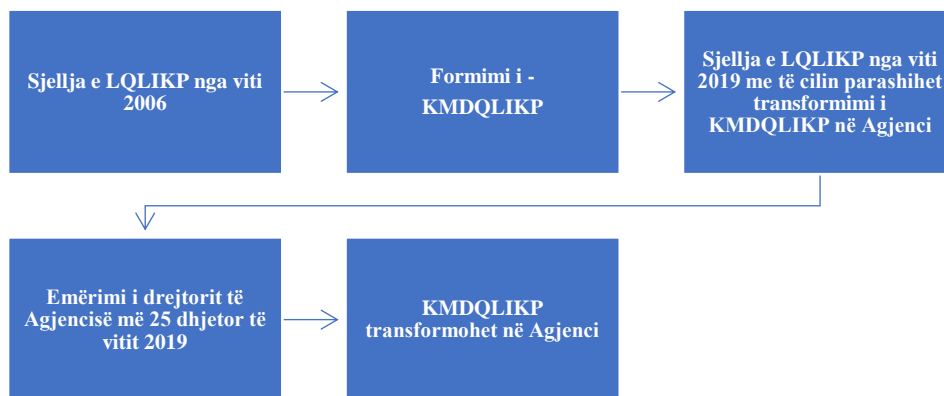 Sjellja e LQLIKP nga viti
2006
Formimi i -
KMDQLIKP
Sjellja e LQLIKP nga viti
2019 me të cilin parashihet
transformimi i
KMDQLIKP në Agjenci
Emërimi i drejtorit të
Agjencisë më 25 dhjetor të
vitit 2019
KMDQLIKP
transformohet në Agjenci